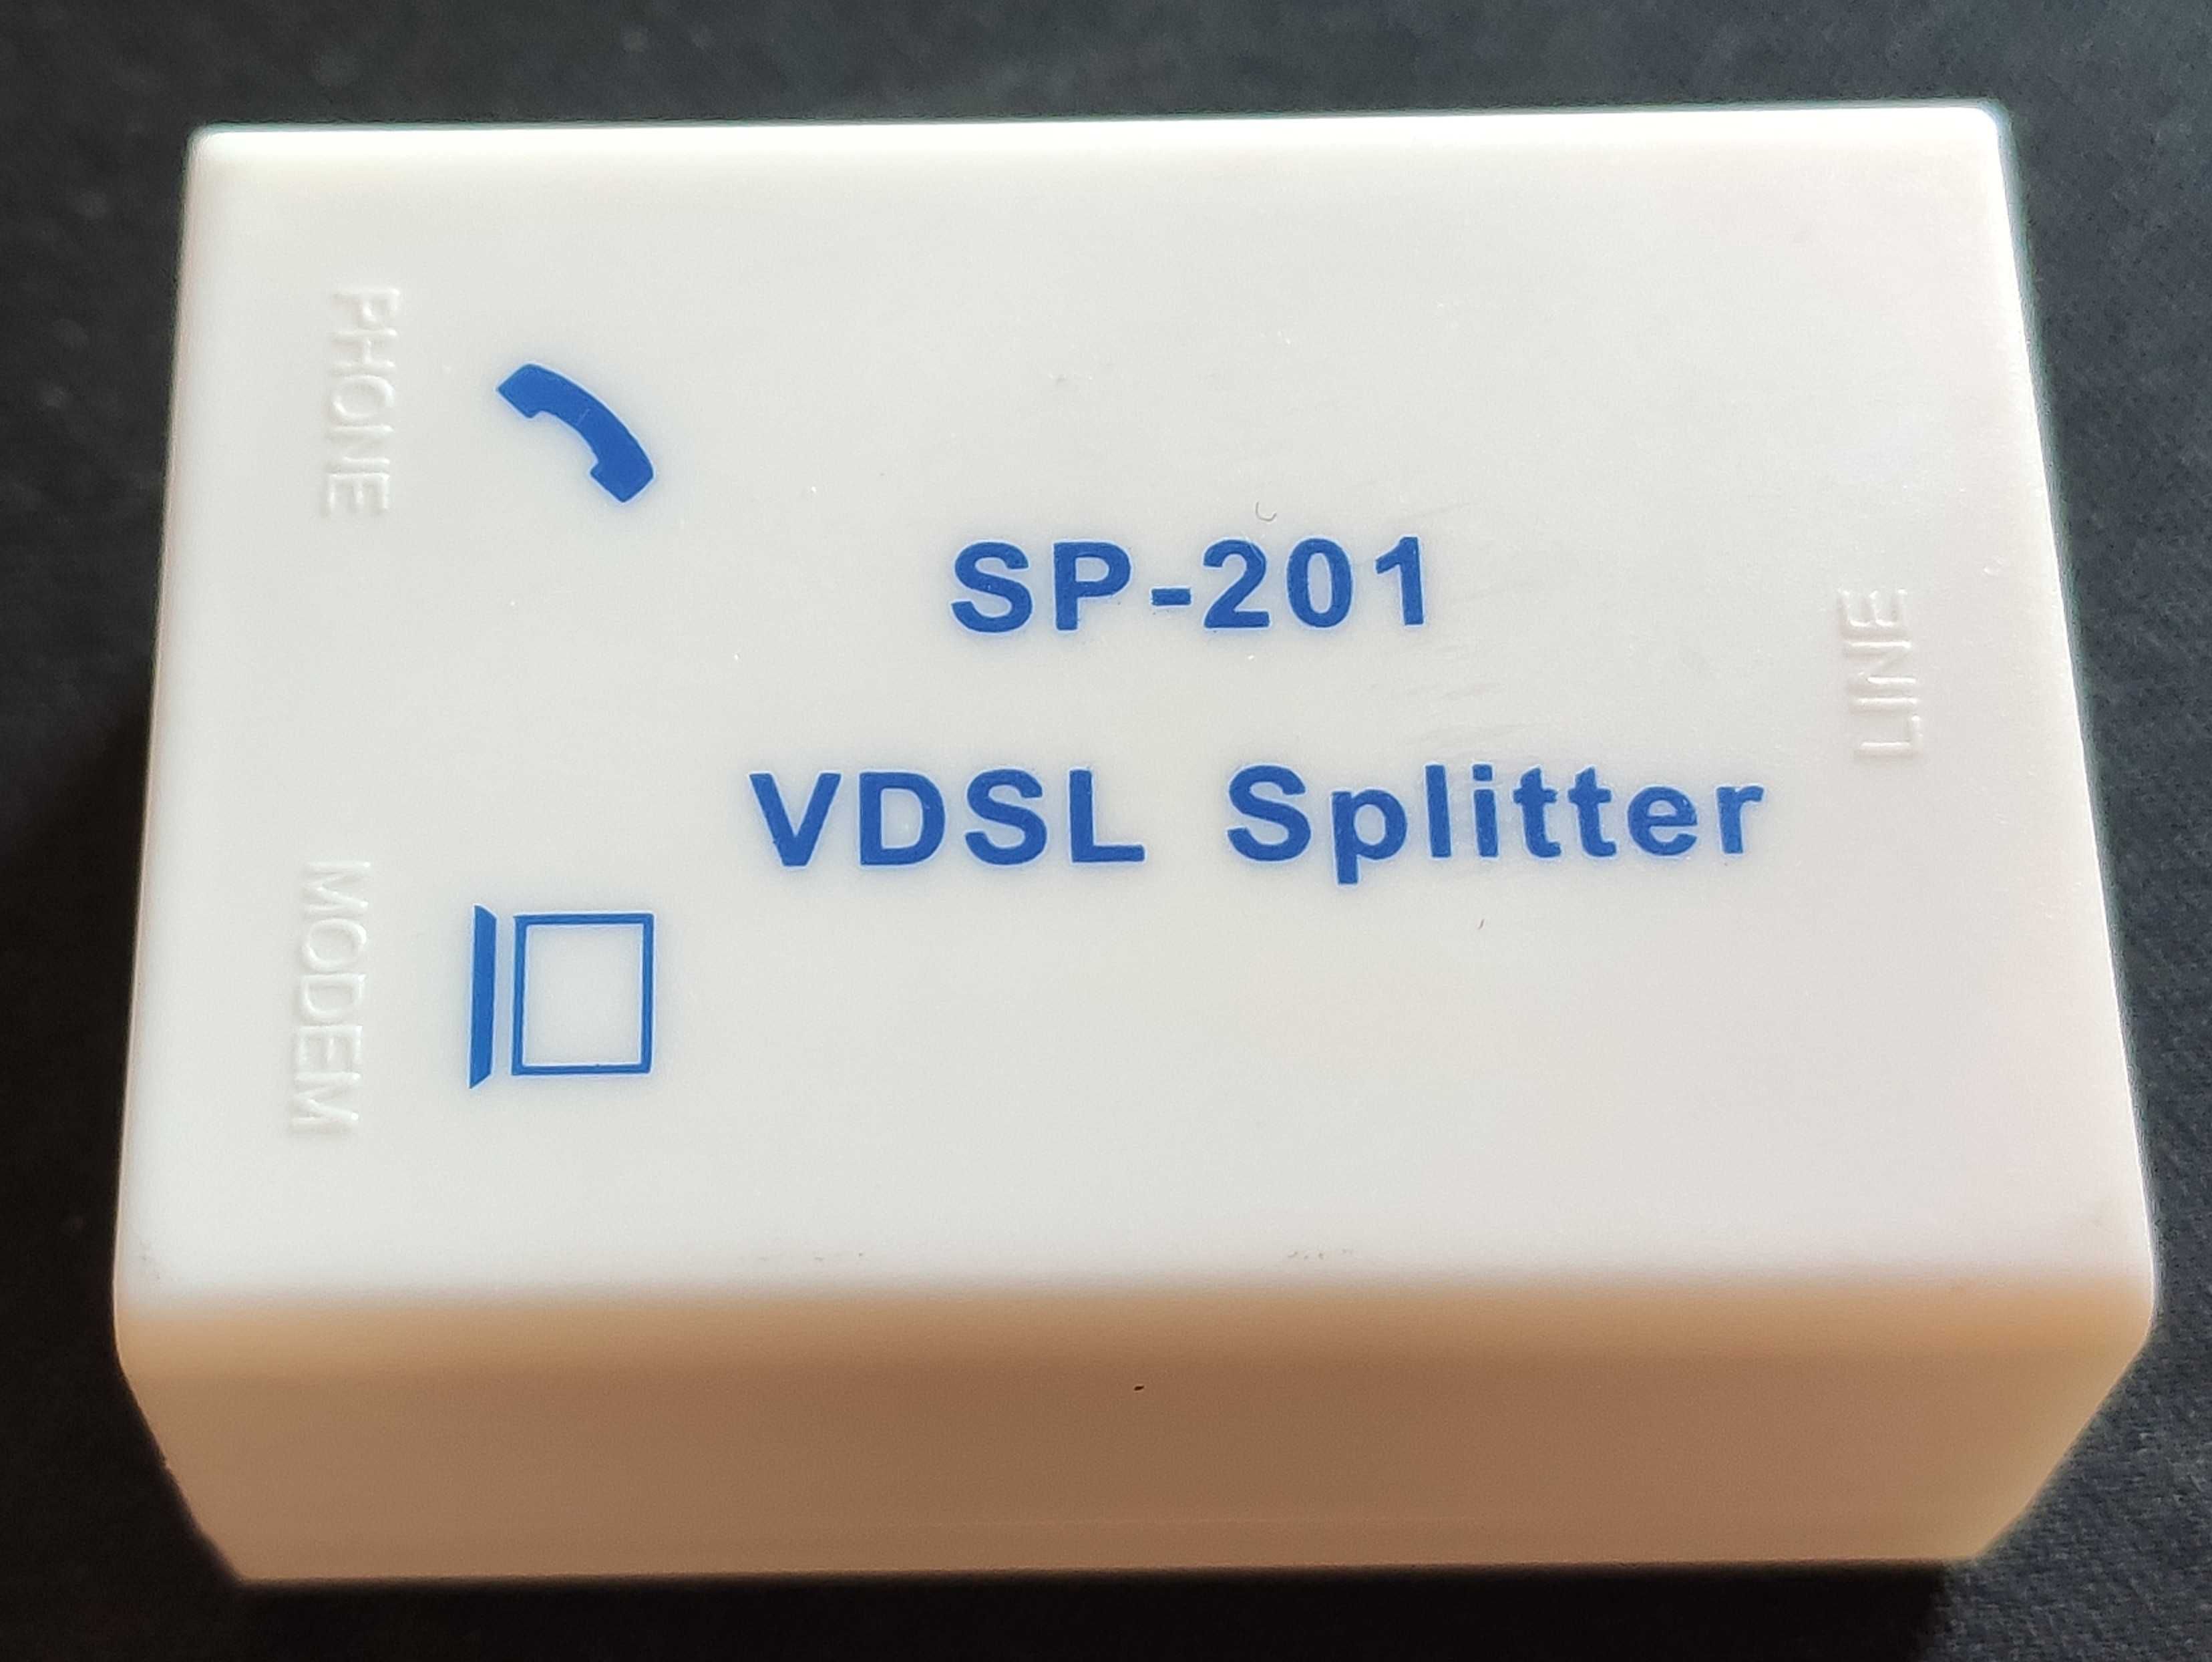 PHONE
SP-201
LINE
VDSL Splitter
MODEM